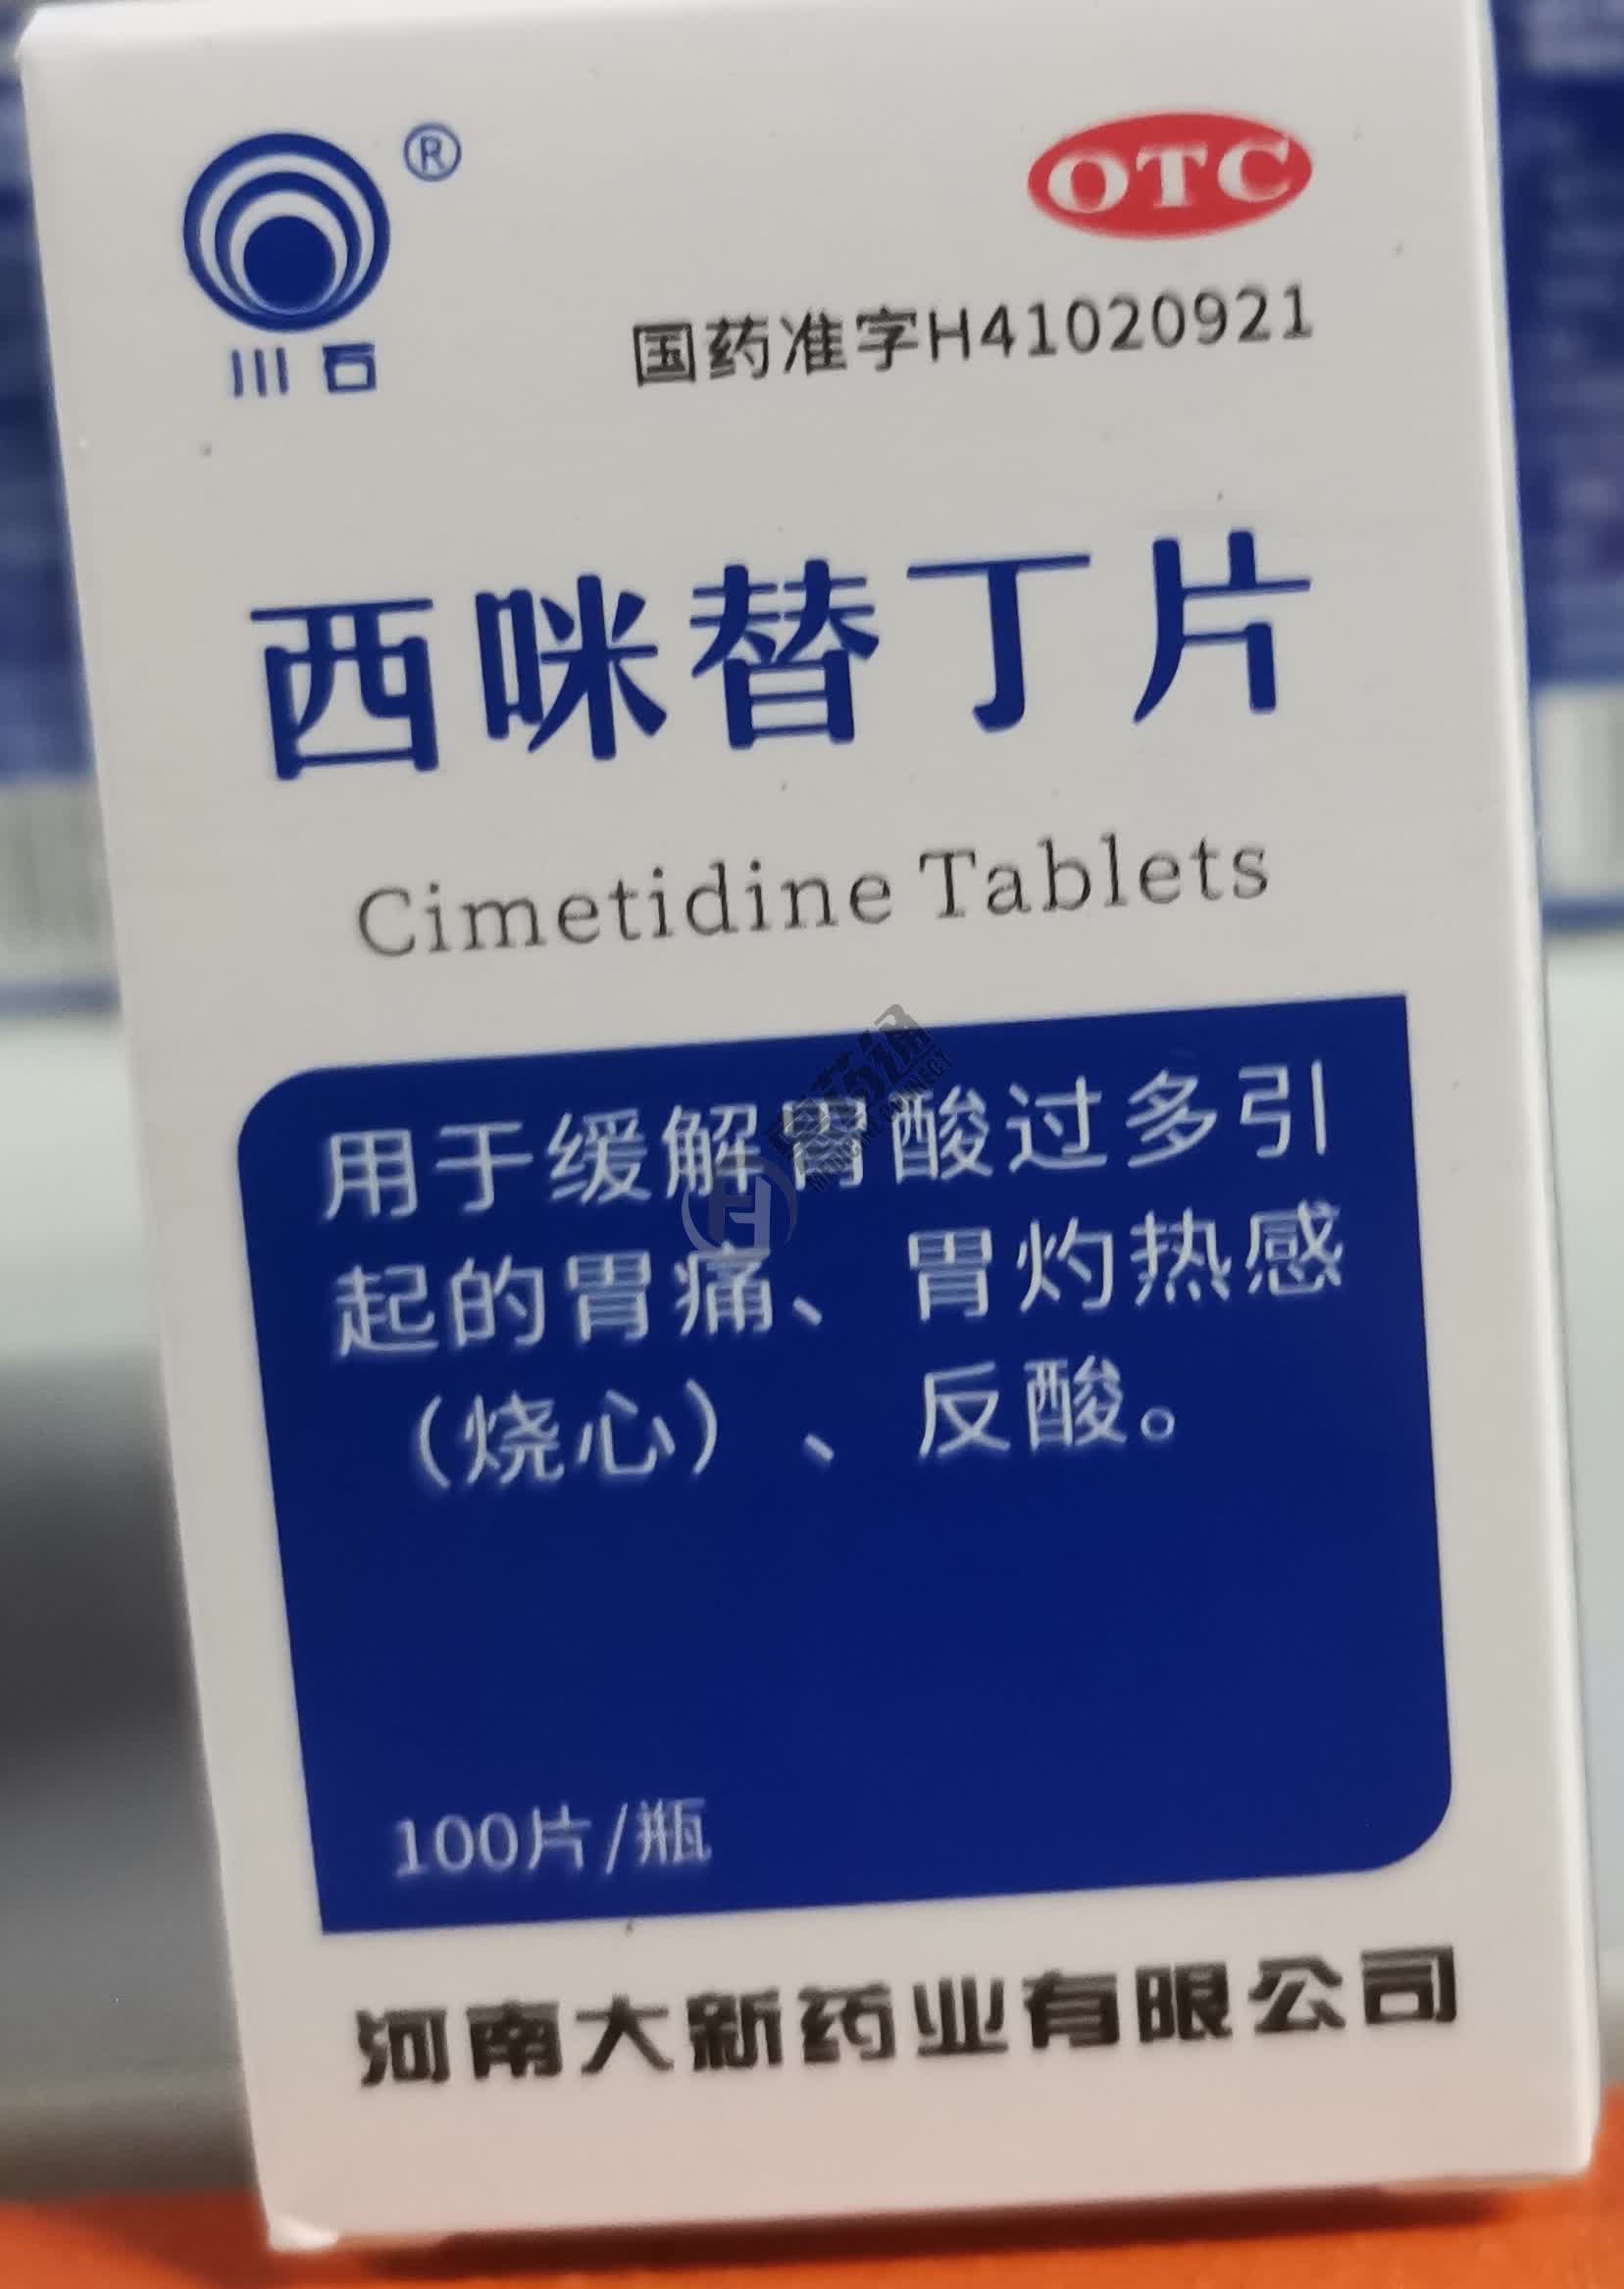 ®
OTC
川石
国药准字H41020921
西咪替丁片
Cimetidine Tablets
用于缓解胃酸过多引
起的胃痛、胃灼热感
(烧心)、反酸。
100片/瓶
河南大新药业有限公司